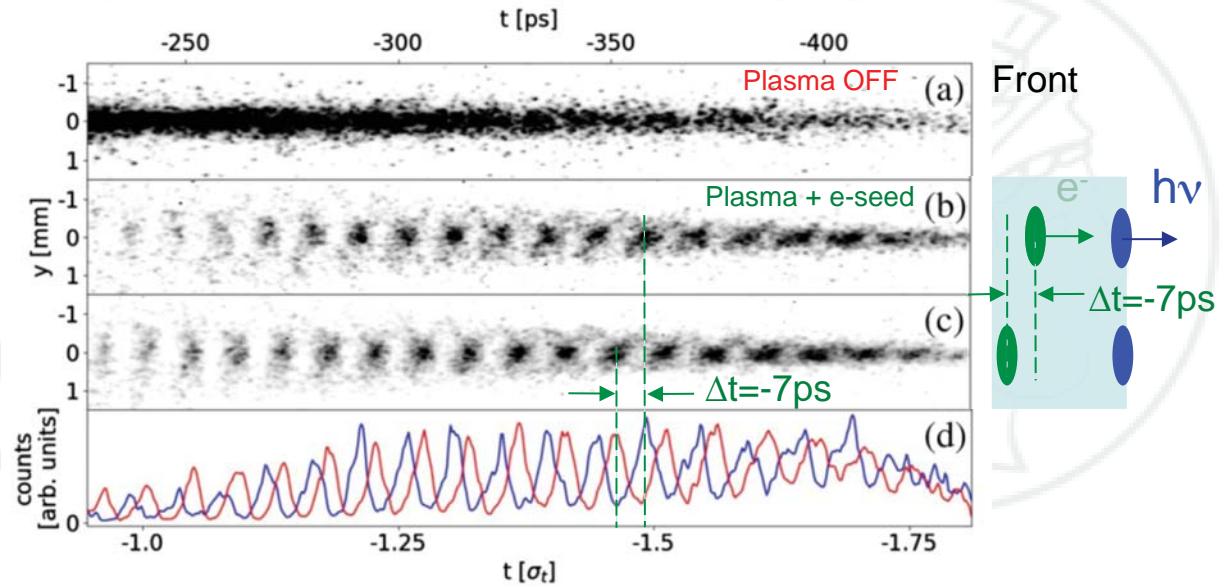 t [ps]
-250 -300 -350 -400
-1
0
1
Plasma OFF
(a)
Front
-1
0
1
Plasma + e-seed
(b)
y [mm]
e-
hν
-1
0
1
(c)
Δt=-7ps
Δt=-7ps
counts
[arb. units]
0
(d)
-1.0 -1.25 -1.5 -1.75
t [σt]